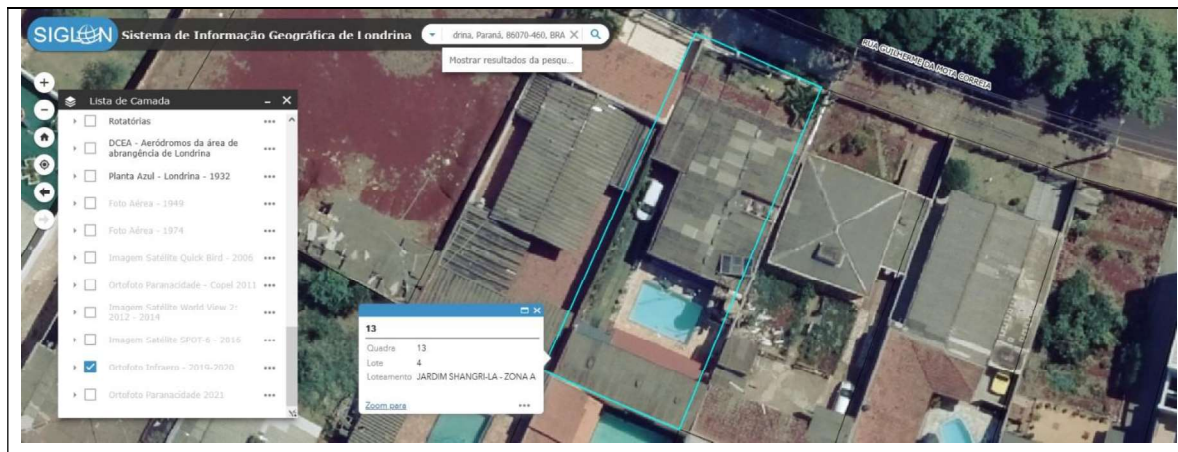 SIGLON Sistema de Informação Geográfica de Londrina
drina, Paraná, 86070-460, BRA
Mostrar resultados da pesqu...
RUA GUILHERME DA MOTA CORREIA
Lista de Camada
Rotatórias
DCEA - Aeródromos da área de
abrangência de Londrina
Planta Azul - Londrina - 1932
Foto Aérea - 1949
Foto Aérea - 1974
Imagem Satélite Quick Bird - 2006
Ortofoto Paranacidade - Copel 2011
Imagem Satélite World View 2:
2012 - 2014
Imagem Satélite SPOT-6 - 2016
Ortofoto Infraero - 2019-2020
Ortofoto Paranacidade 2021
13
Quadra 13
Lote 4
Loteamento JARDIM SHANGRI-LA - ZONA A
Zoom para